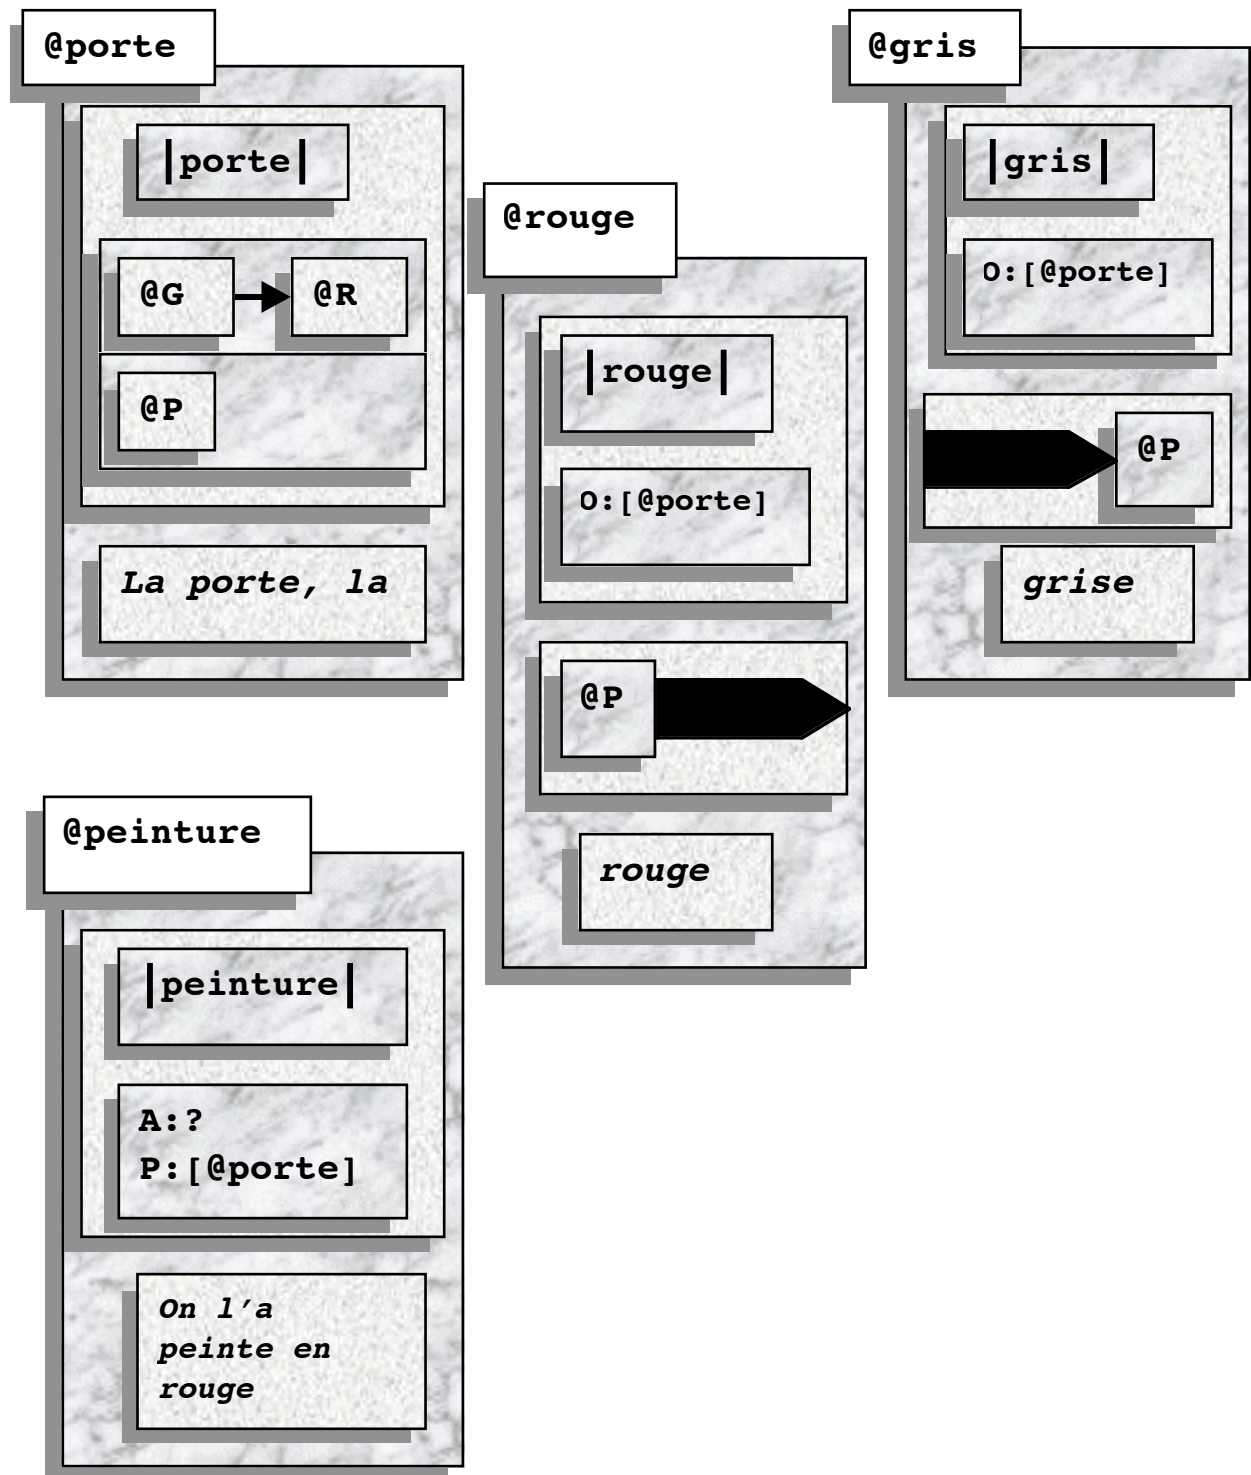 @porte
|porte|
@G @R
@P
La porte, la
@rouge
|rouge|
O:[@porte]
@P
rouge
@gris
|gris|
O:[@porte]
@P
grise
@peinture
|peinture|
A:?
P:[@porte]
On l’a
peinte en
rouge